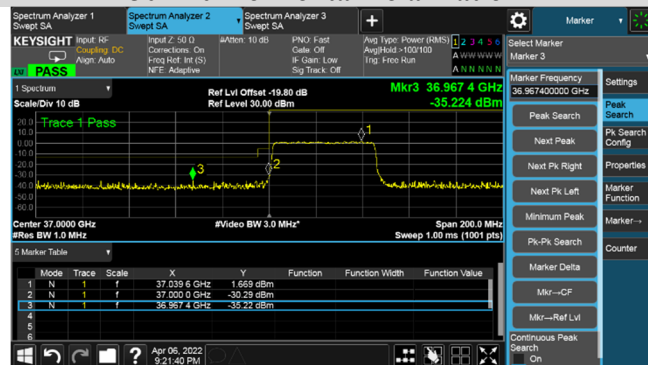 Spectrum Analyzer 1
Swept SA
Spectrum Analyzer 2
Swept SA
Spectrum Analyzer 3
Swept SA
+
Marker
KEYSIGHT
Input: RF
Coupling: DC
Align: Auto
Input Z: 50 Ω
Corrections: On
Freq Ref: Int (S)
NFE: Adaptive
#Atten: 10 dB
PNO: Fast
Gate: Off
IF Gain: Low
Sig Track: Off
Avg Type: Power (RMS)
Avg|Hold:>100/100
Trig: Free Run
1 2 3 4 5 6
A W W W W W
A N N N N N
PASS
Select Marker
Marker 3
1 Spectrum
Scale/Div 10 dB
Ref Lvl Offset -19.80 dB
Ref Level 30.00 dBm
Mkr3 36.967 4 GHz
-35.224 dBm
Marker Frequency
36.967400000 GHz
Settings
Peak Search
Peak
Search
Next Peak
Pk Search
Config
Next Pk Right
Properties
Next Pk Left
Marker
Function
Minimum Peak
Marker→
Pk-Pk Search
Counter
Marker Delta
Mkr→CF
Mkr→Ref Lvl
Continuous Peak
Search
On
Trace 1 Pass
20.0
10.0
0.00
-10.0
-20.0
-30.0
-40.0
-50.0
-60.0
1
2
3
Center 37.0000 GHz
#Res BW 1.0 MHz
#Video BW 3.0 MHz*
Span 200.0 MHz
Sweep 1.00 ms (1001 pts)
5 Marker Table
Mode Trace Scale X Y Function Function Width Function Value
1 N 1 f 37.039 6 GHz 1.669 dBm
2 N 1 f 37.000 0 GHz -30.29 dBm
3 N 1 f 36.967 4 GHz -35.22 dBm
4
5
6
Apr 06, 2022
9:21:40 PM